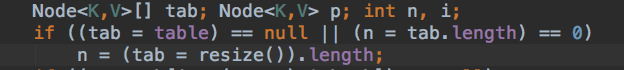 Node<K,V>[] tab; Node<K,V> p; int n, i;
if ((tab = table) == null || (n = tab.length) == 0)
n = (tab = resize()).length;